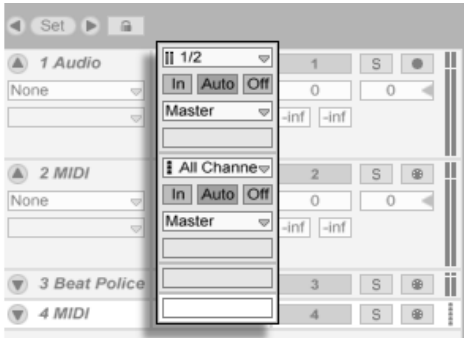 Set
1 Audio 1/2 1 S
None In Auto Off 0 0
Master -inf -inf
2 MIDI All Channe 2 S
None In Auto Off 0 0
Master -inf -inf
3 Beat Police 3 S
4 MIDI 4 S